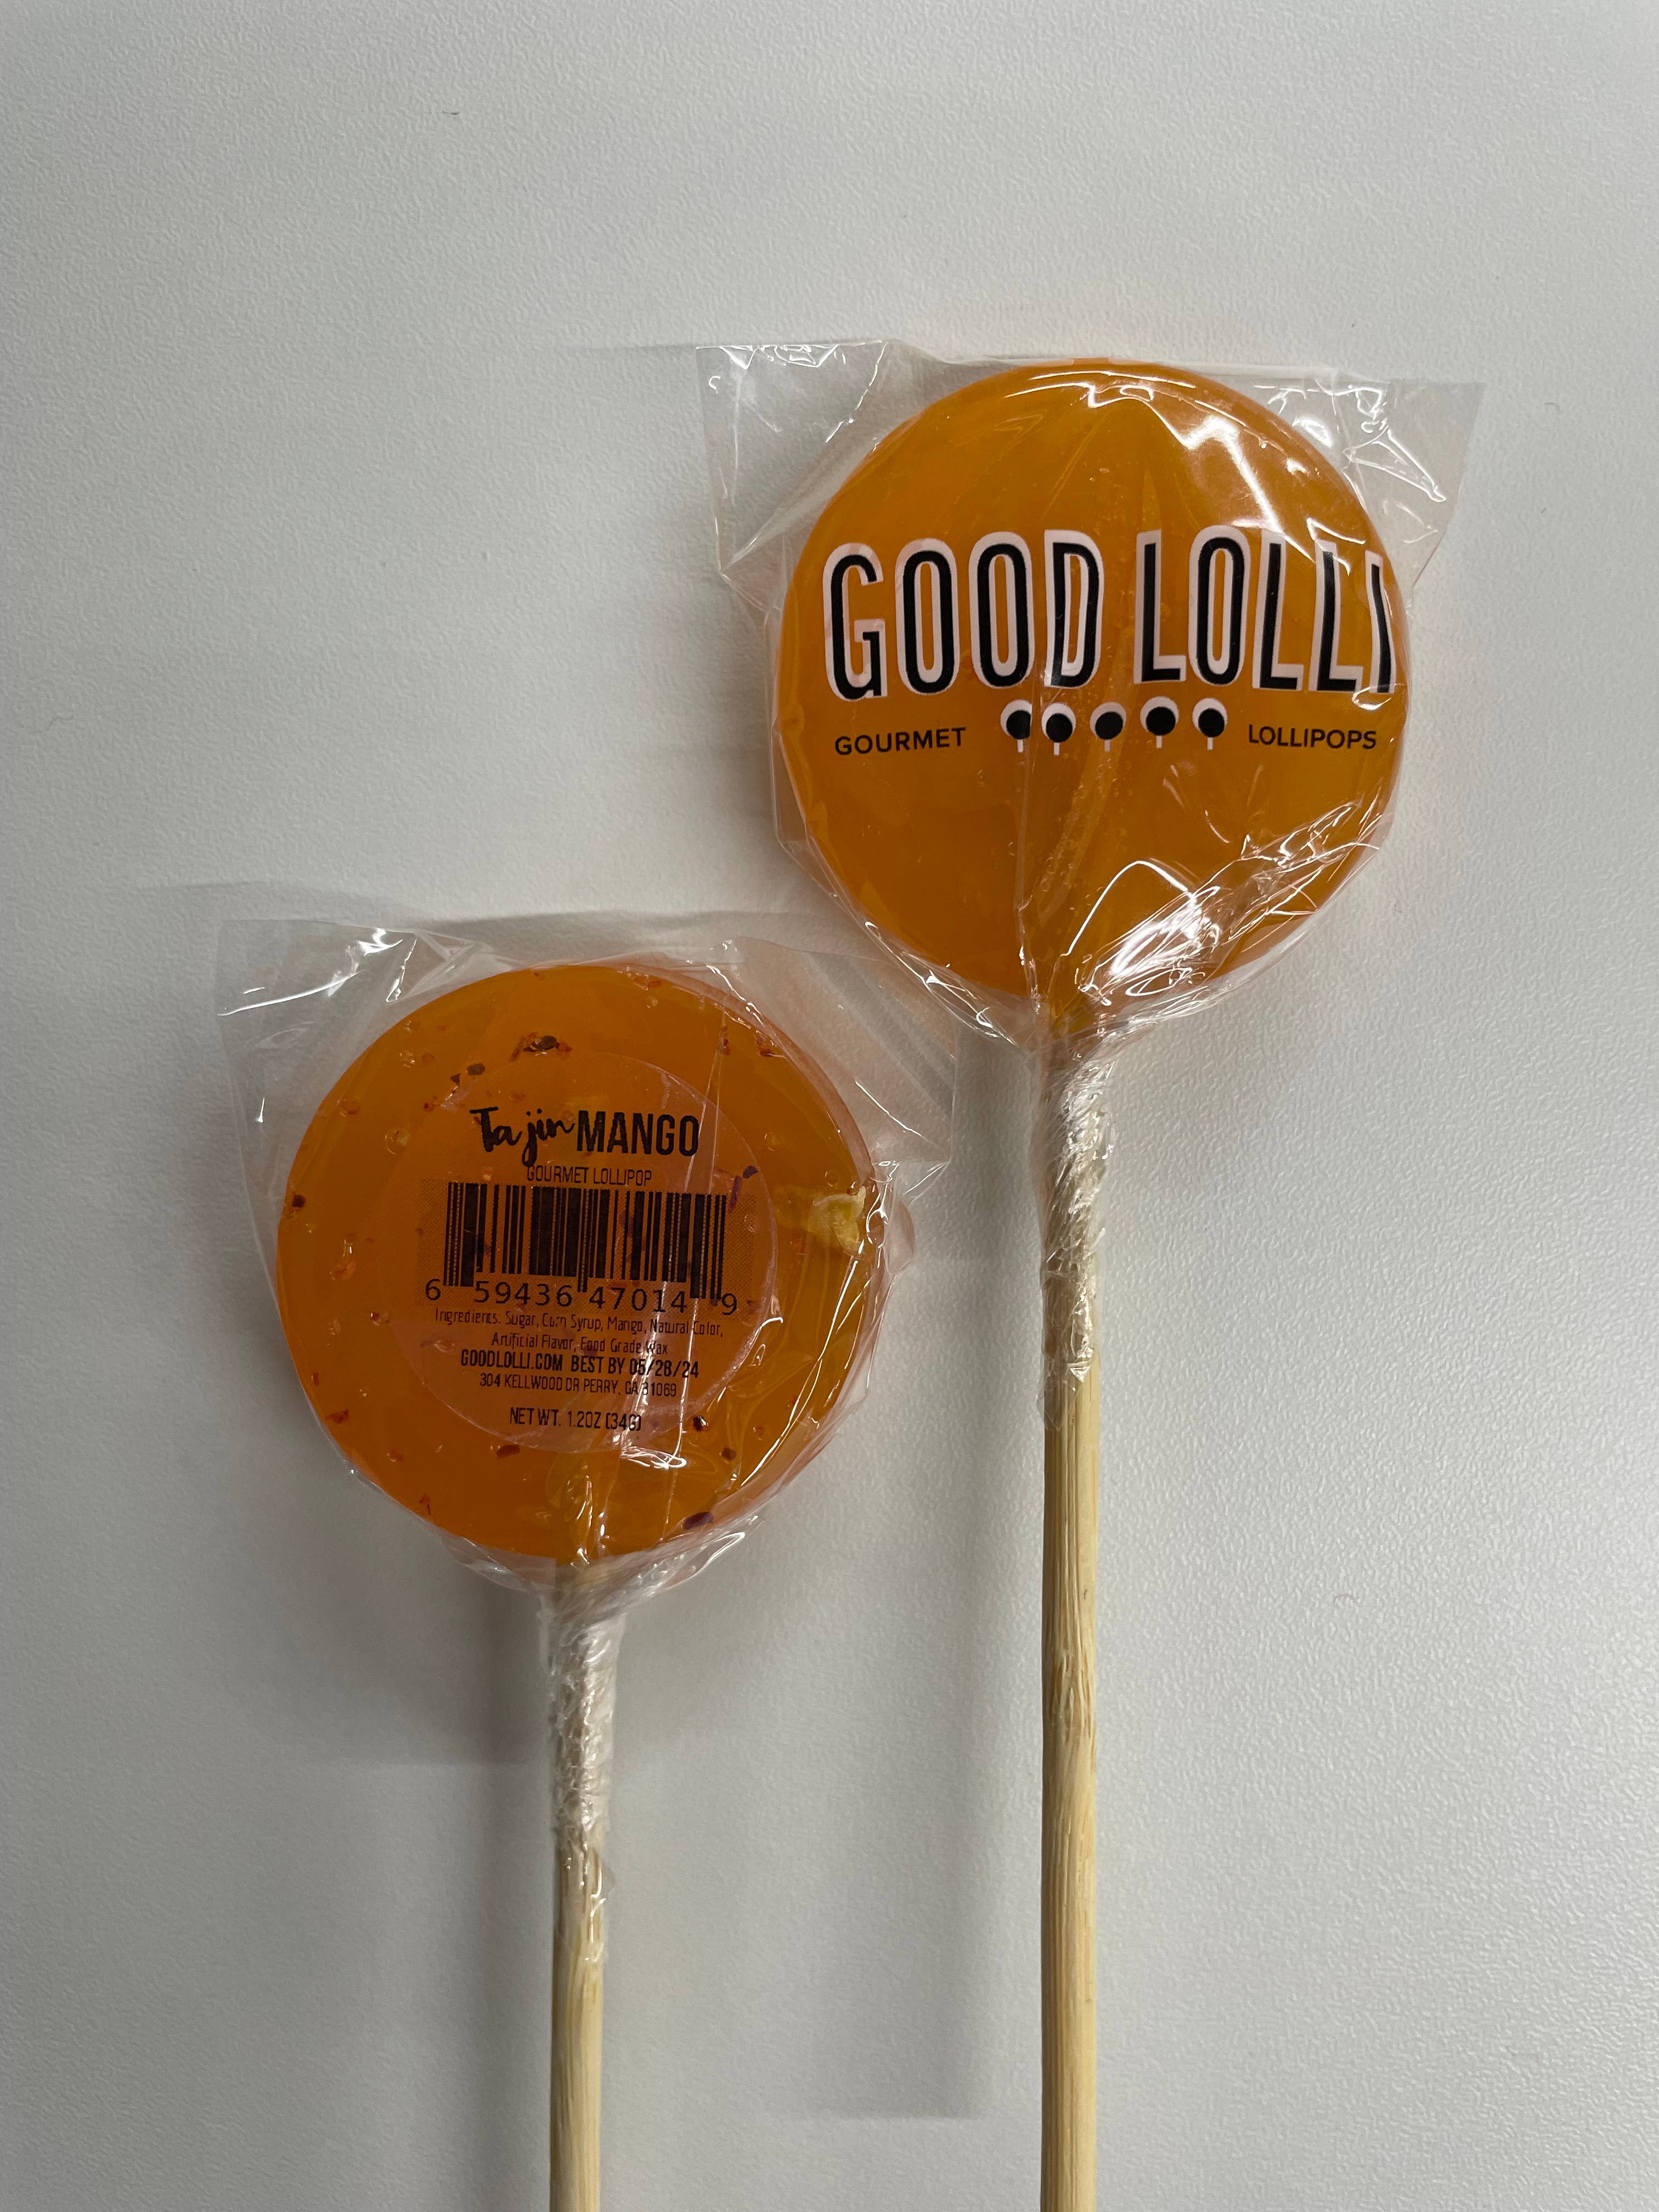 GOOD LOLLI
GOURMET LOLLIPOPS
Tajin MANGO
GOURMET LOLLIPOP
6 59436 47014 9
Ingredients: Sugar, Corn Syrup, Mango, Natural Color,
Artificial Flavor, Food Grade Wax
GOODLOLLI.COM BEST BY 05/28/24
304 KELLWOOD DR PERRY, GA 31069
NET WT. 1.2OZ (34G)